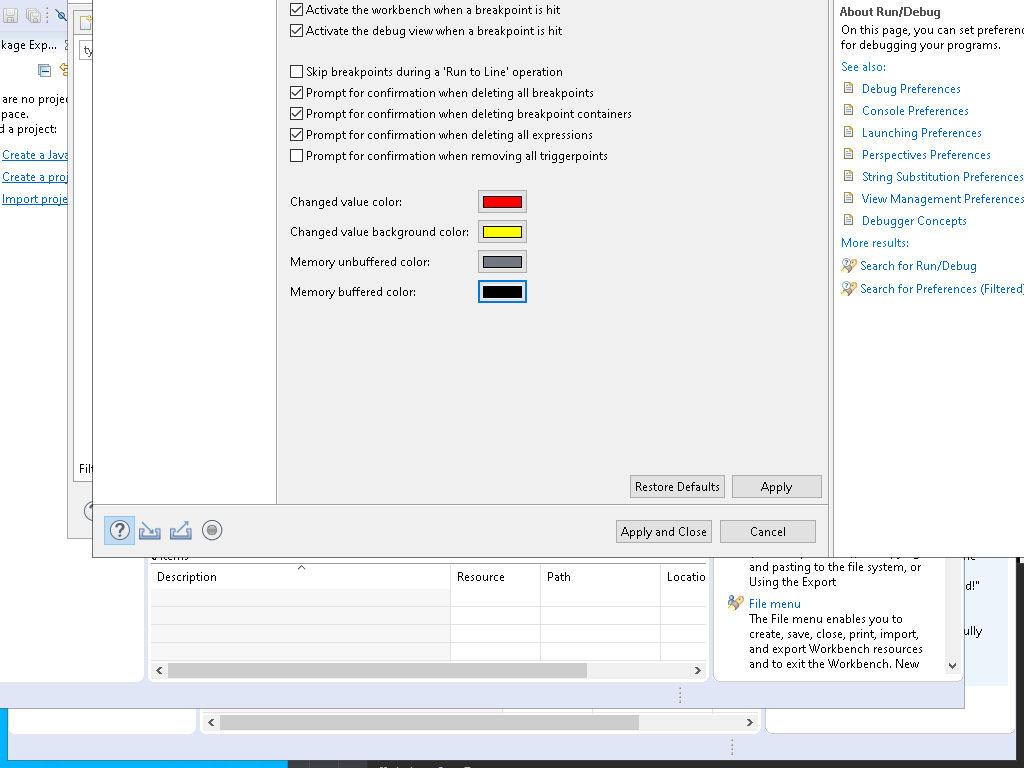 Activate the workbench when a breakpoint is hit
Activate the debug view when a breakpoint is hit
Skip breakpoints during a 'Run to Line' operation
Prompt for confirmation when deleting all breakpoints
Prompt for confirmation when deleting breakpoint containers
Prompt for confirmation when deleting all expressions
Prompt for confirmation when removing all triggerpoints
Changed value color:
Changed value background color:
Memory unbuffered color:
Memory buffered color:
Restore Defaults
Apply
Apply and Close
Cancel
About Run/Debug
On this page, you can set preferenc
for debugging your programs.
See also:
Debug Preferences
Console Preferences
Launching Preferences
Perspectives Preferences
String Substitution Preferences
View Management Preferences
Debugger Concepts
More results:
Search for Run/Debug
Search for Preferences (Filtered)
kage Exp...
ty
are no projec
pace.
d a project:
Create a Java
Create a proj
Import proje
Filt
Description
Resource
Path
Locatio
and pasting to the file system, or
Using the Export
File menu
The File menu enables you to
create, save, close, print, import,
and export Workbench resources
and to exit the Workbench. New
d!"
ully